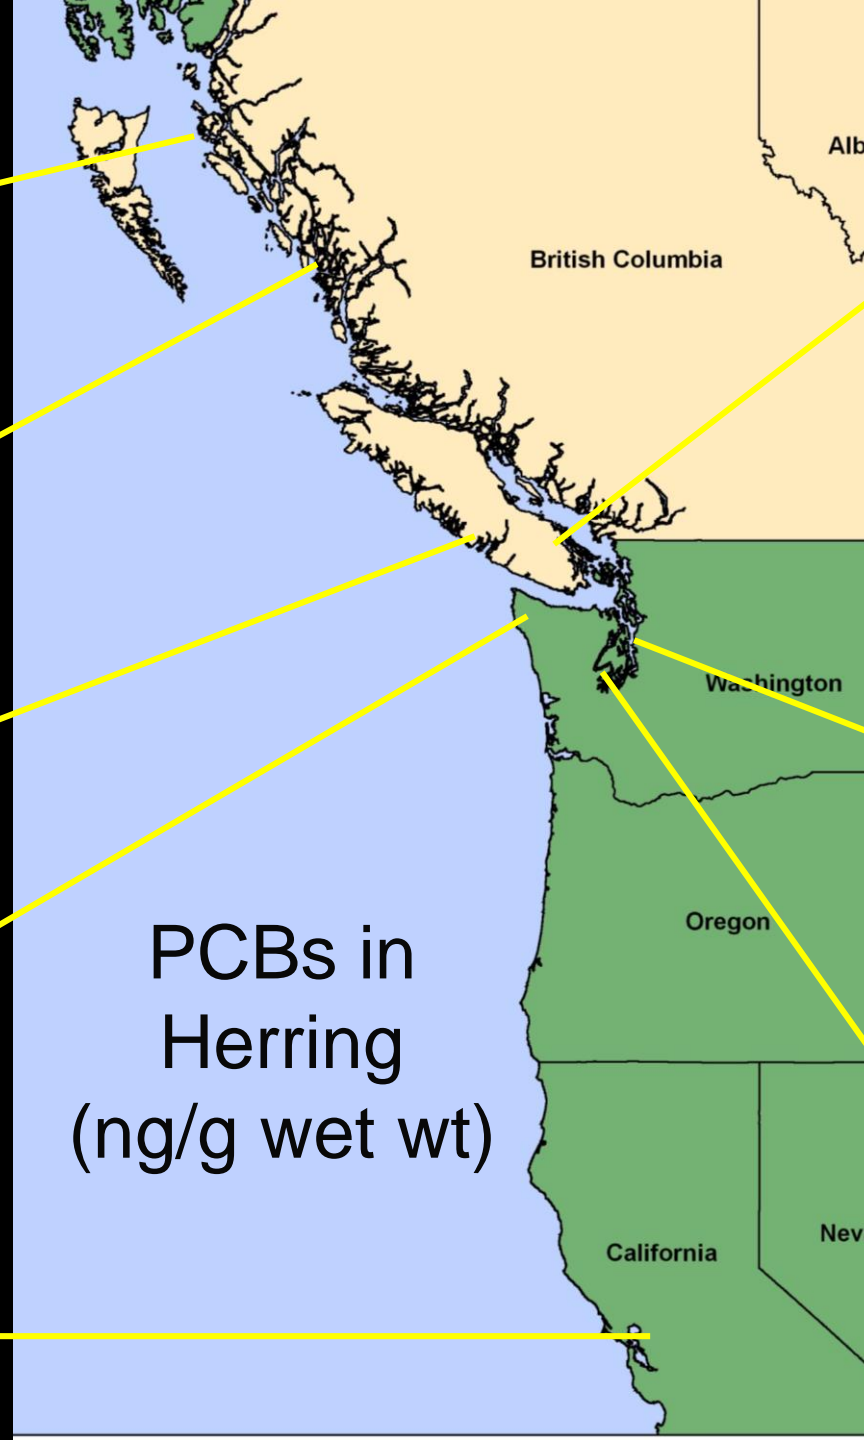 Alb
British Columbia
Washington
Oregon
PCBs in
Herring
(ng/g wet wt)
Nev
California